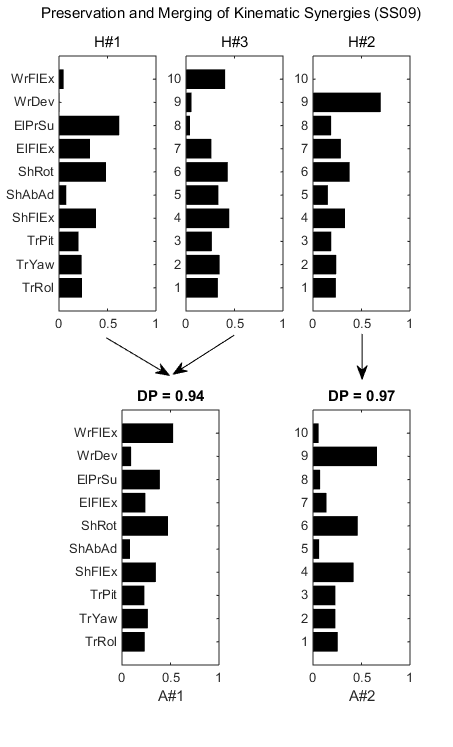 Preservation and Merging of Kinematic Synergies (SS09)
H#1 H#3 H#2
WrFlEx 10 10
WrDev 9 9
ElPrSu 8 8
ElFlEx 7 7
ShRot 6 6
ShAbAd 5 5
ShFlEx 4 4
TrPit 3 3
TrYaw 2 2
TrRol 1 1
0 0.5 1 0 0.5 1 0 0.5 1
DP = 0.94 DP = 0.97
WrFlEx 10
WrDev 9
ElPrSu 8
ElFlEx 7
ShRot 6
ShAbAd 5
ShFlEx 4
TrPit 3
TrYaw 2
TrRol 1
0 0.5 1 0 0.5 1
A#1 A#2